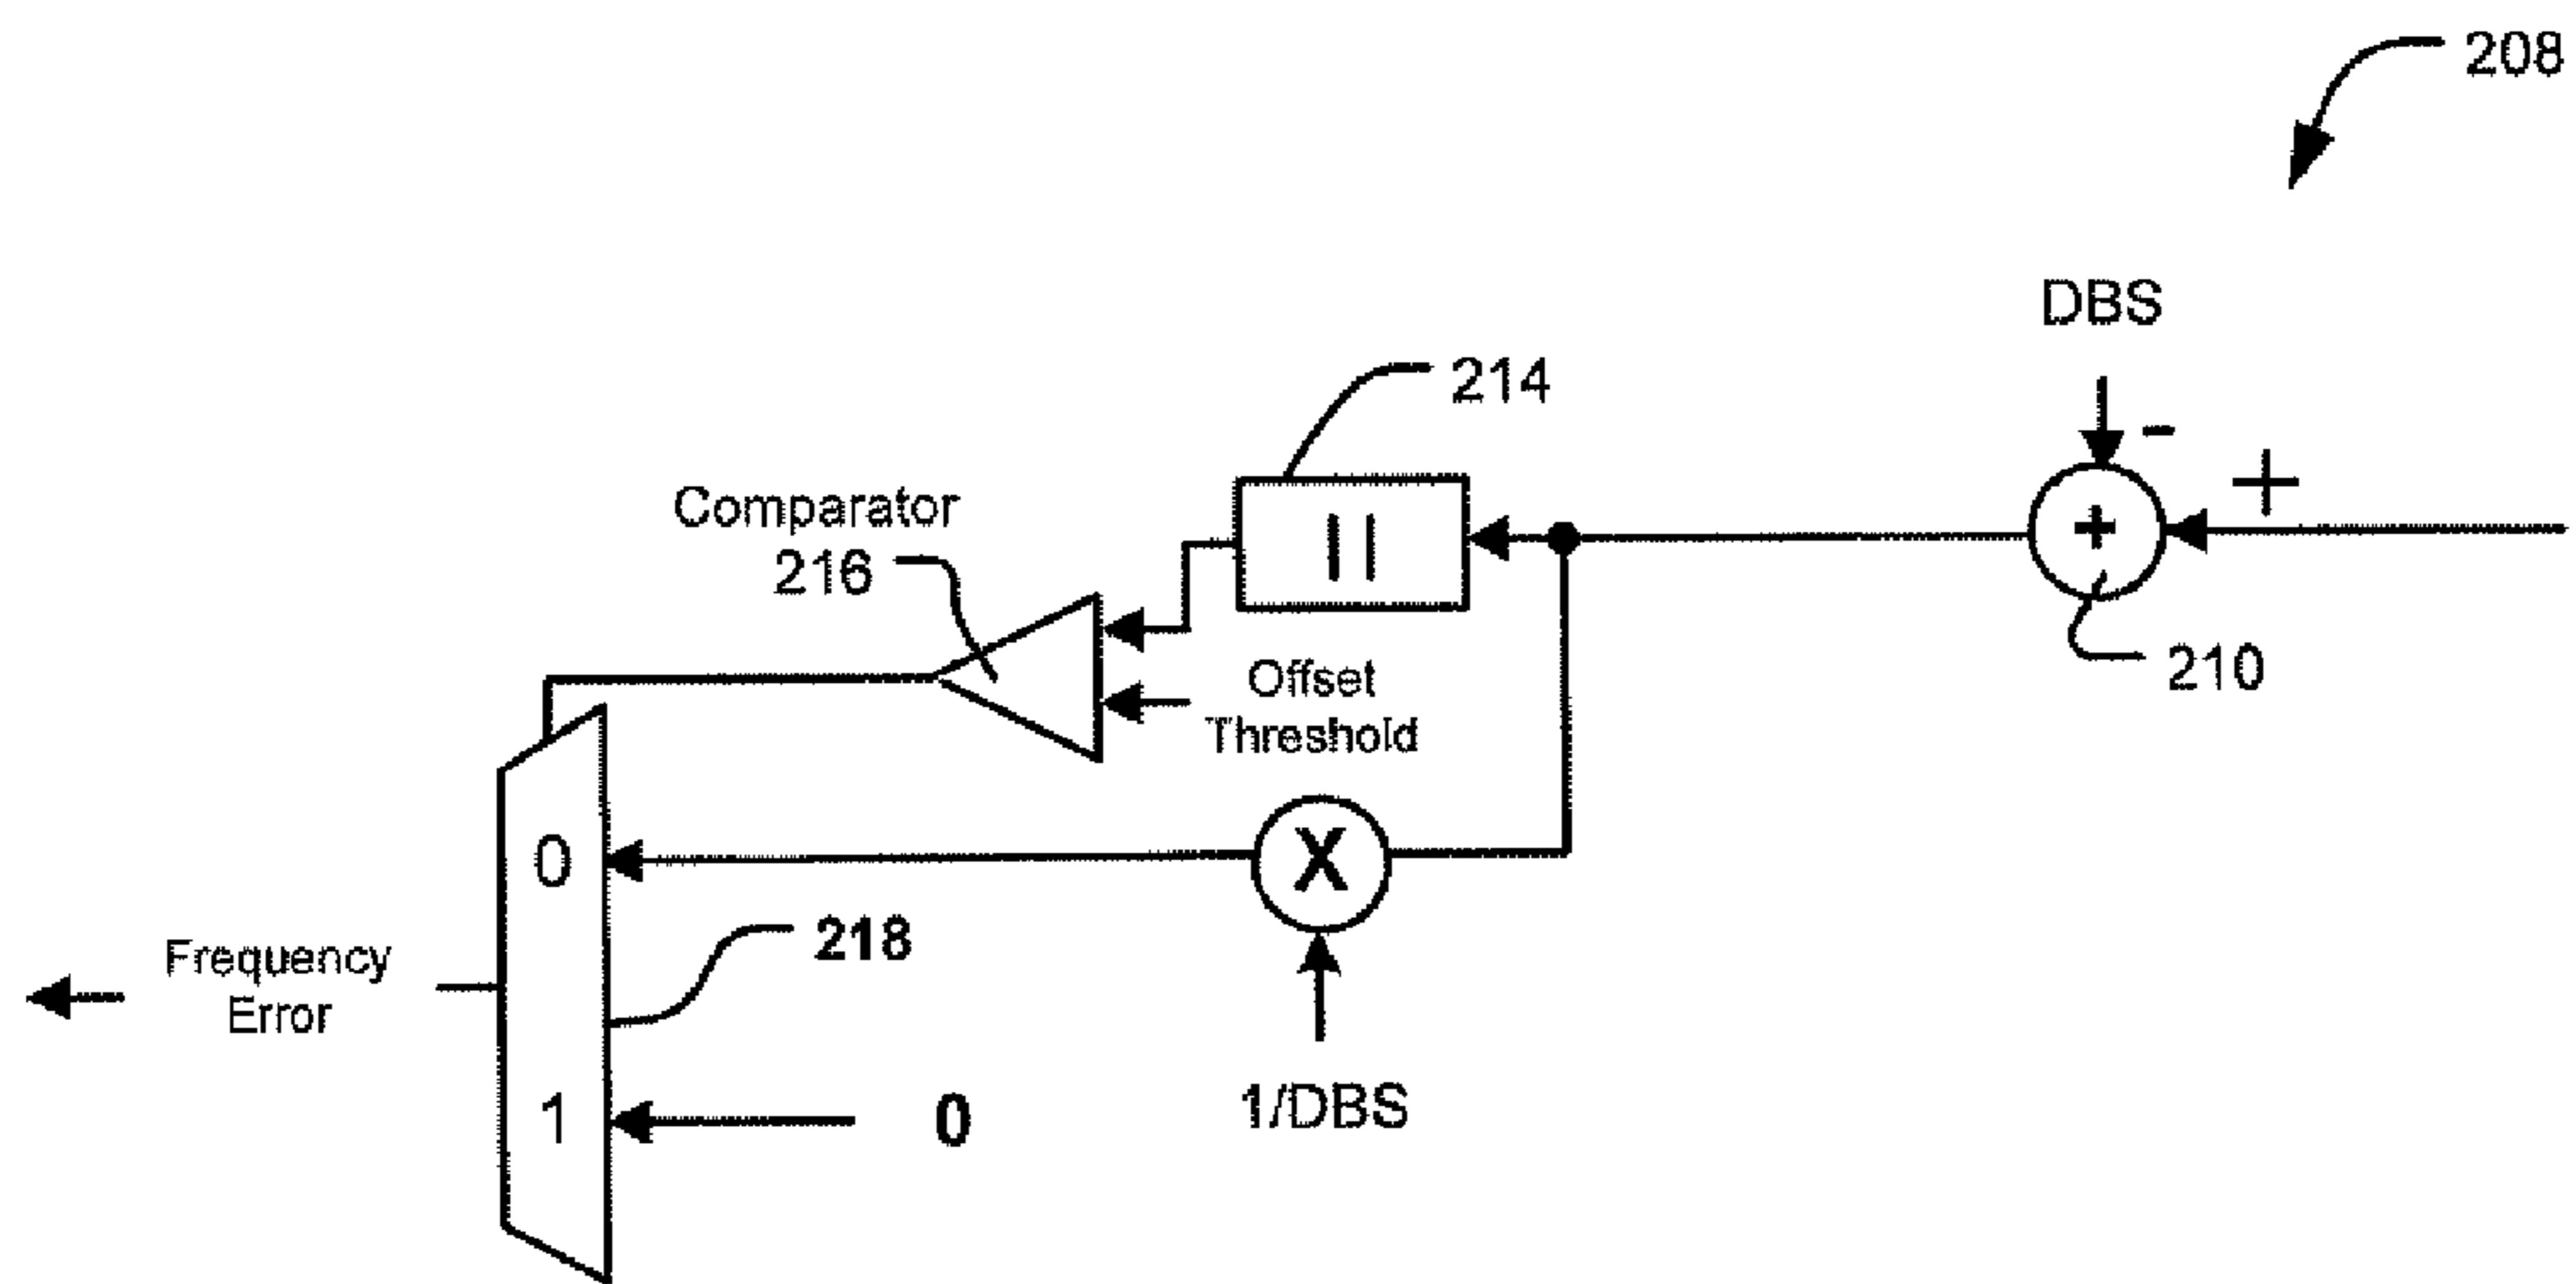 208
DBS
-
+
+
210
214
||
Comparator
216
Offset
Threshold
X
1/DBS
0
218
1
0
Frequency
Error